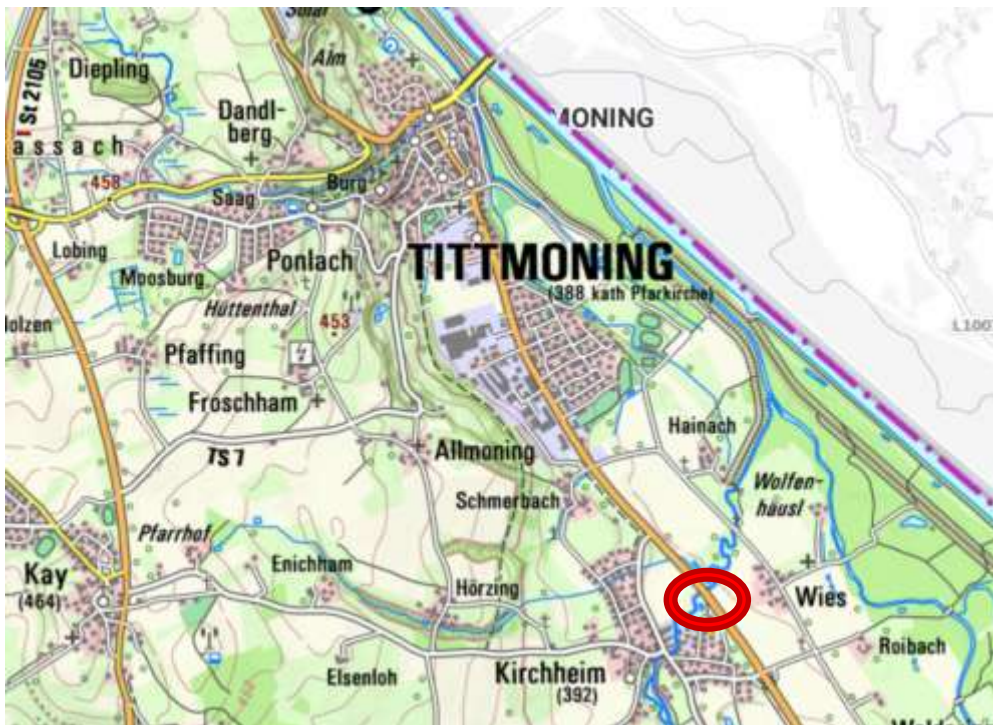 Alm
Diepling
St 2105
Dandl-
berg
MONING
assach
458
Burg
Saag
Lobing
Moosburg
Ponlach
TITTMONING
(388 kath Pfarkirche)
Hüttenthal
453
L100
olzen
Pfaffing
Froschham
Hainach
TS 7
Allmoning
Schmerbach
Wolfen-
häusl
Pfarrhof
Enichham
Kay
(464)
Hörzing
Wies
Roibach
Elsenloh
Kirchheim
(392)